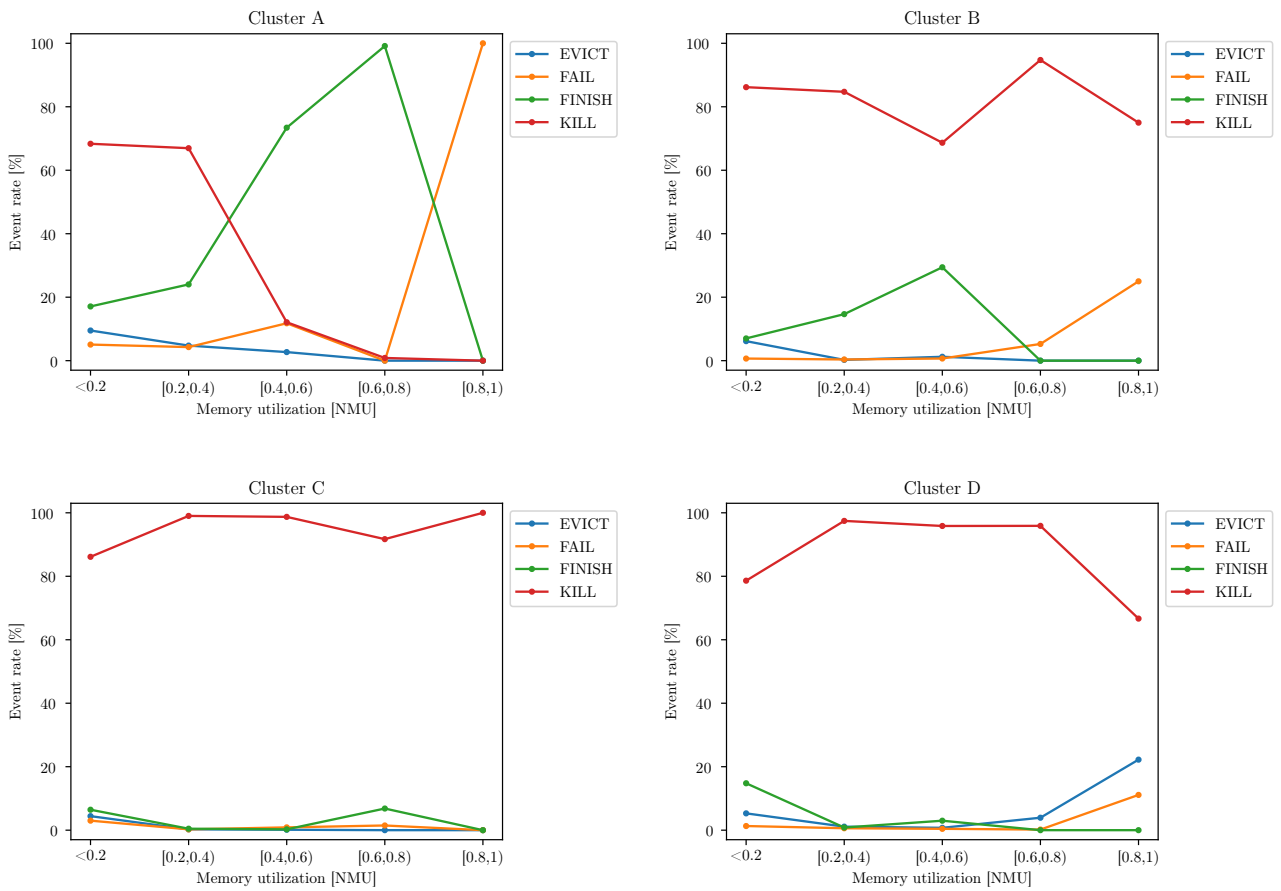 Cluster A
Event rate [%]
100
80
60
40
20
0
<0.2
[0.2,0.4)
[0.4,0.6)
[0.6,0.8)
[0.8,1)
Memory utilization [NMU]
EVICT
FAIL
FINISH
KILL
Cluster B
Event rate [%]
100
80
60
40
20
0
<0.2
[0.2,0.4)
[0.4,0.6)
[0.6,0.8)
[0.8,1)
Memory utilization [NMU]
EVICT
FAIL
FINISH
KILL
Cluster C
Event rate [%]
100
80
60
40
20
0
<0.2
[0.2,0.4)
[0.4,0.6)
[0.6,0.8)
[0.8,1)
Memory utilization [NMU]
EVICT
FAIL
FINISH
KILL
Cluster D
Event rate [%]
100
80
60
40
20
0
<0.2
[0.2,0.4)
[0.4,0.6)
[0.6,0.8)
[0.8,1)
Memory utilization [NMU]
EVICT
FAIL
FINISH
KILL